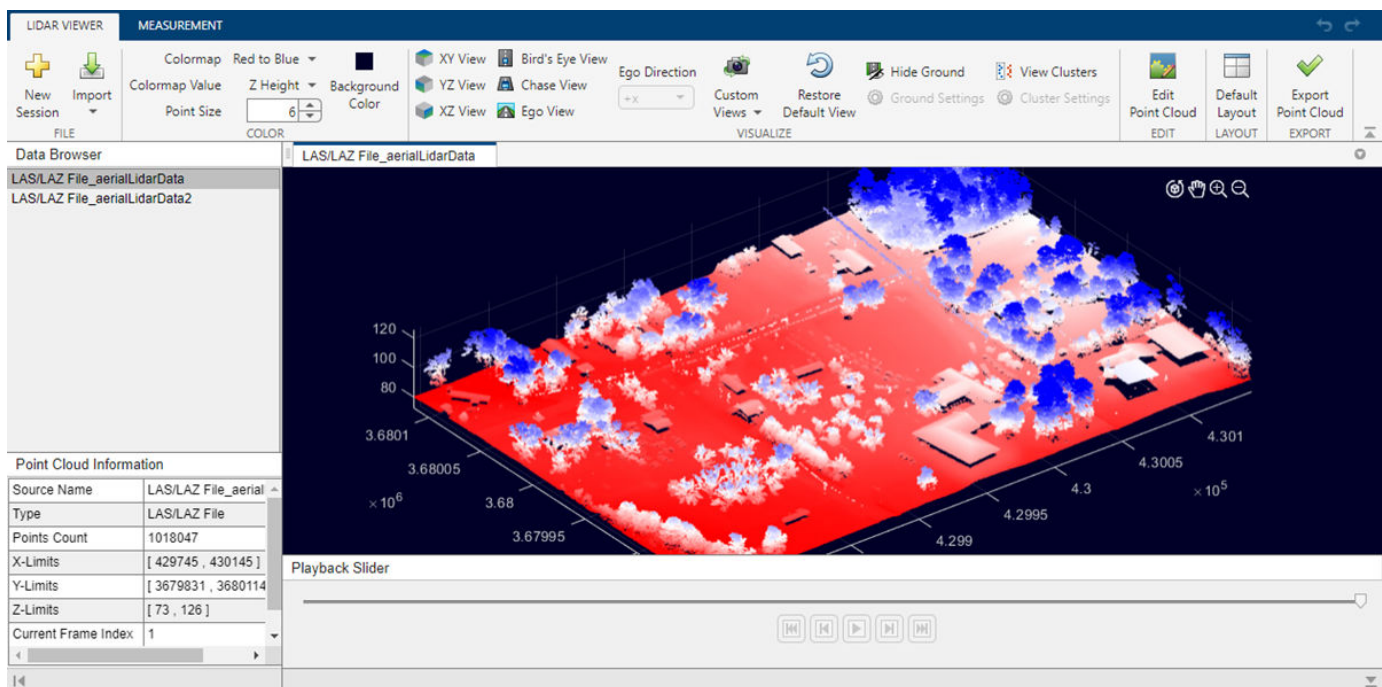 LIDAR VIEWER MEASUREMENT
New Session
Import
FILE
Colormap Red to Blue
Colormap Value Z Height
Point Size 6
Background Color
COLOR
XY View
YZ View
XZ View
Bird's Eye View
Chase View
Ego View
Ego Direction
+x
Custom Views
Restore Default View
Hide Ground
Ground Settings
View Clusters
Cluster Settings
VISUALIZE
Edit Point Cloud
EDIT
Default Layout
LAYOUT
Export Point Cloud
EXPORT
Data Browser
LAS/LAZ File_aerialLidarData
LAS/LAZ File_aerialLidarData2
LAS/LAZ File_aerialLidarData
120
100
80
3.6801
3.68005
3.68
3.67995
× 10^6
4.301
4.3005
4.3
4.2995
4.299
× 10^5
Point Cloud Information
Source Name LAS/LAZ File_aerial
Type LAS/LAZ File
Points Count 1018047
X-Limits [ 429745 , 430145 ]
Y-Limits [ 3679831 , 3680114
Z-Limits [ 73 , 126 ]
Current Frame Index 1
Playback Slider